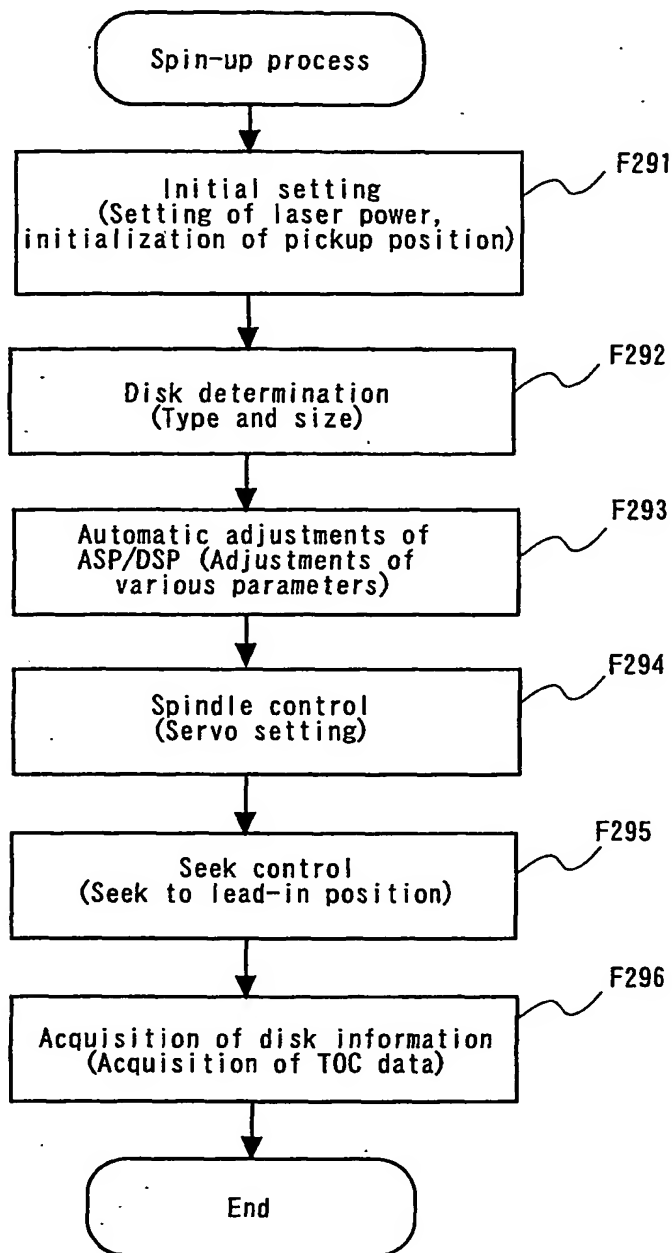 Spin-up process
F291
Initial setting
(Setting of laser power,
initialization of pickup position)
F292
Disk determination
(Type and size)
F293
Automatic adjustments of
ASP/DSP (Adjustments of
various parameters)
F294
Spindle control
(Servo setting)
F295
Seek control
(Seek to lead-in position)
F296
Acquisition of disk information
(Acquisition of TOC data)
End